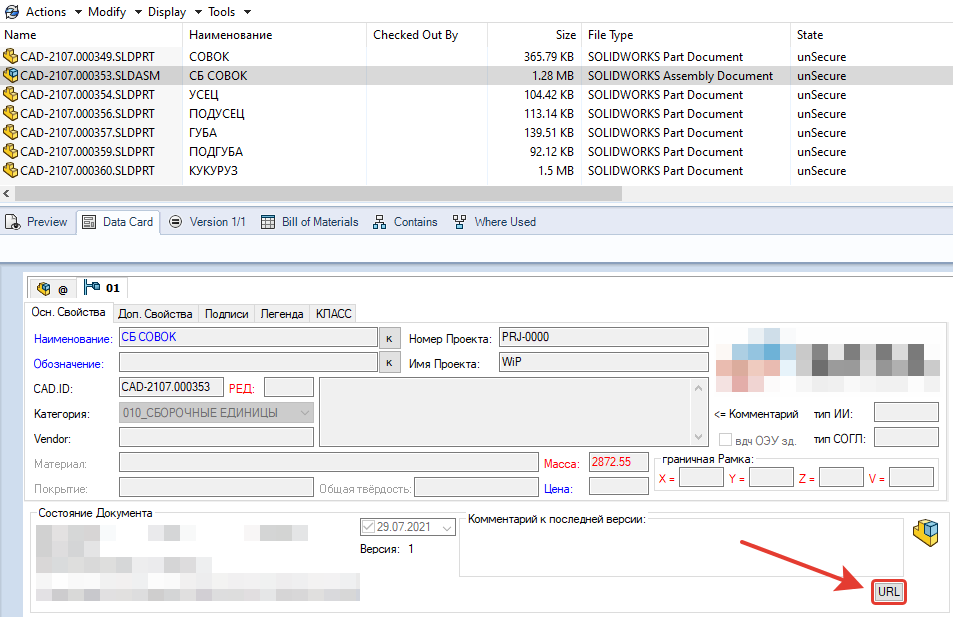 Actions Modify Display Tools
Name Наименование Checked Out By Size File Type State
CAD-2107.000349.SLDPRT СОВОК 365.79 KB SOLIDWORKS Part Document unSecure
CAD-2107.000353.SLDASM СБ СОВОК 1.28 MB SOLIDWORKS Assembly Document unSecure
CAD-2107.000354.SLDPRT УСЕЦ 104.42 KB SOLIDWORKS Part Document unSecure
CAD-2107.000356.SLDPRT ПОДУСЕЦ 113.14 KB SOLIDWORKS Part Document unSecure
CAD-2107.000357.SLDPRT ГУБА 139.51 KB SOLIDWORKS Part Document unSecure
CAD-2107.000359.SLDPRT ПОДГУБА 92.12 KB SOLIDWORKS Part Document unSecure
CAD-2107.000360.SLDPRT КУКУРУЗ 1.5 MB SOLIDWORKS Part Document unSecure
Preview Data Card Version 1/1 Bill of Materials Contains Where Used
@ 01
Осн. Свойства Доп. Свойства Подписи Легенда КЛАСС
Наименование: СБ СОВОК к Номер Проекта: PRJ-0000
Обозначение: к Имя Проекта: WiP
CAD.ID: CAD-2107.000353 РЕД:
Категория: 010_СБОРОЧНЫЕ ЕДИНИЦЫ <= Комментарий тип ИИ:
Vendor: вдч ОЭУ зд. тип СОГЛ:
Материал: Масса: 2872.55 граничная Рамка:
Покрытие: Общая твёрдость: Цена: X = Y = Z = V =
Состояние Документа
29.07.2021 Комментарий к последней версии:
Версия: 1
URL